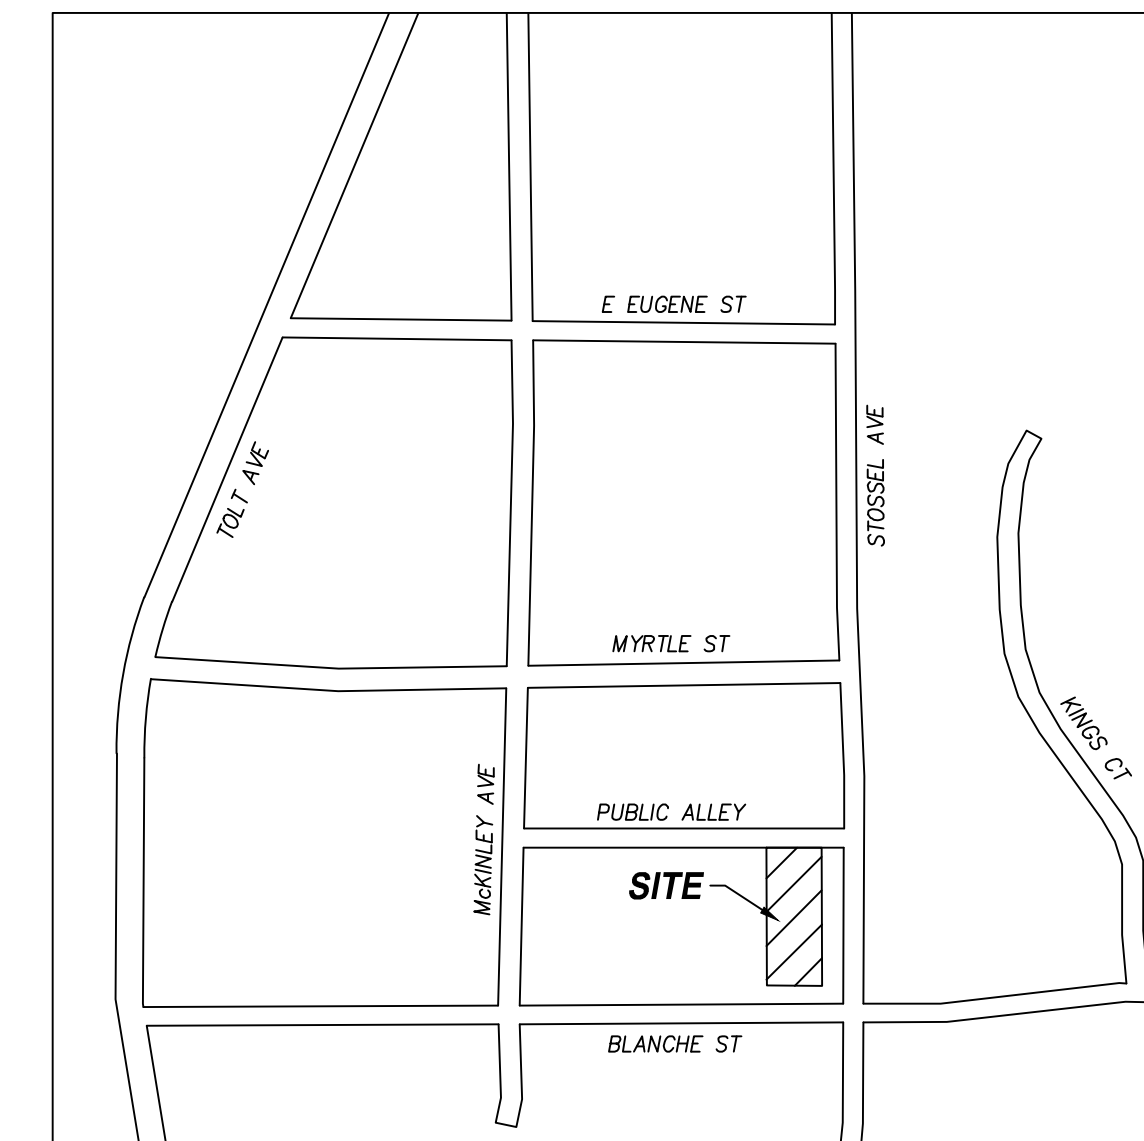 E EUGENE ST
TOLT AVE
STOSSEL AVE
MYRTLE ST
KINGS CT
McKINLEY AVE
PUBLIC ALLEY
SITE
BLANCHE ST